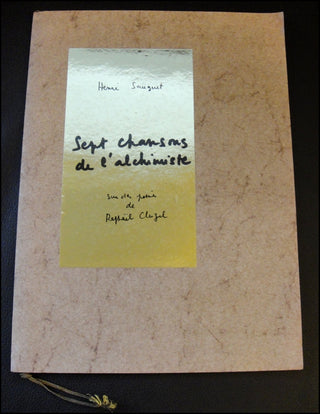 Henri Sauguet
Sept chansons
de l'alchimiste
sur des poèmes
de
Raphaël Cluzel